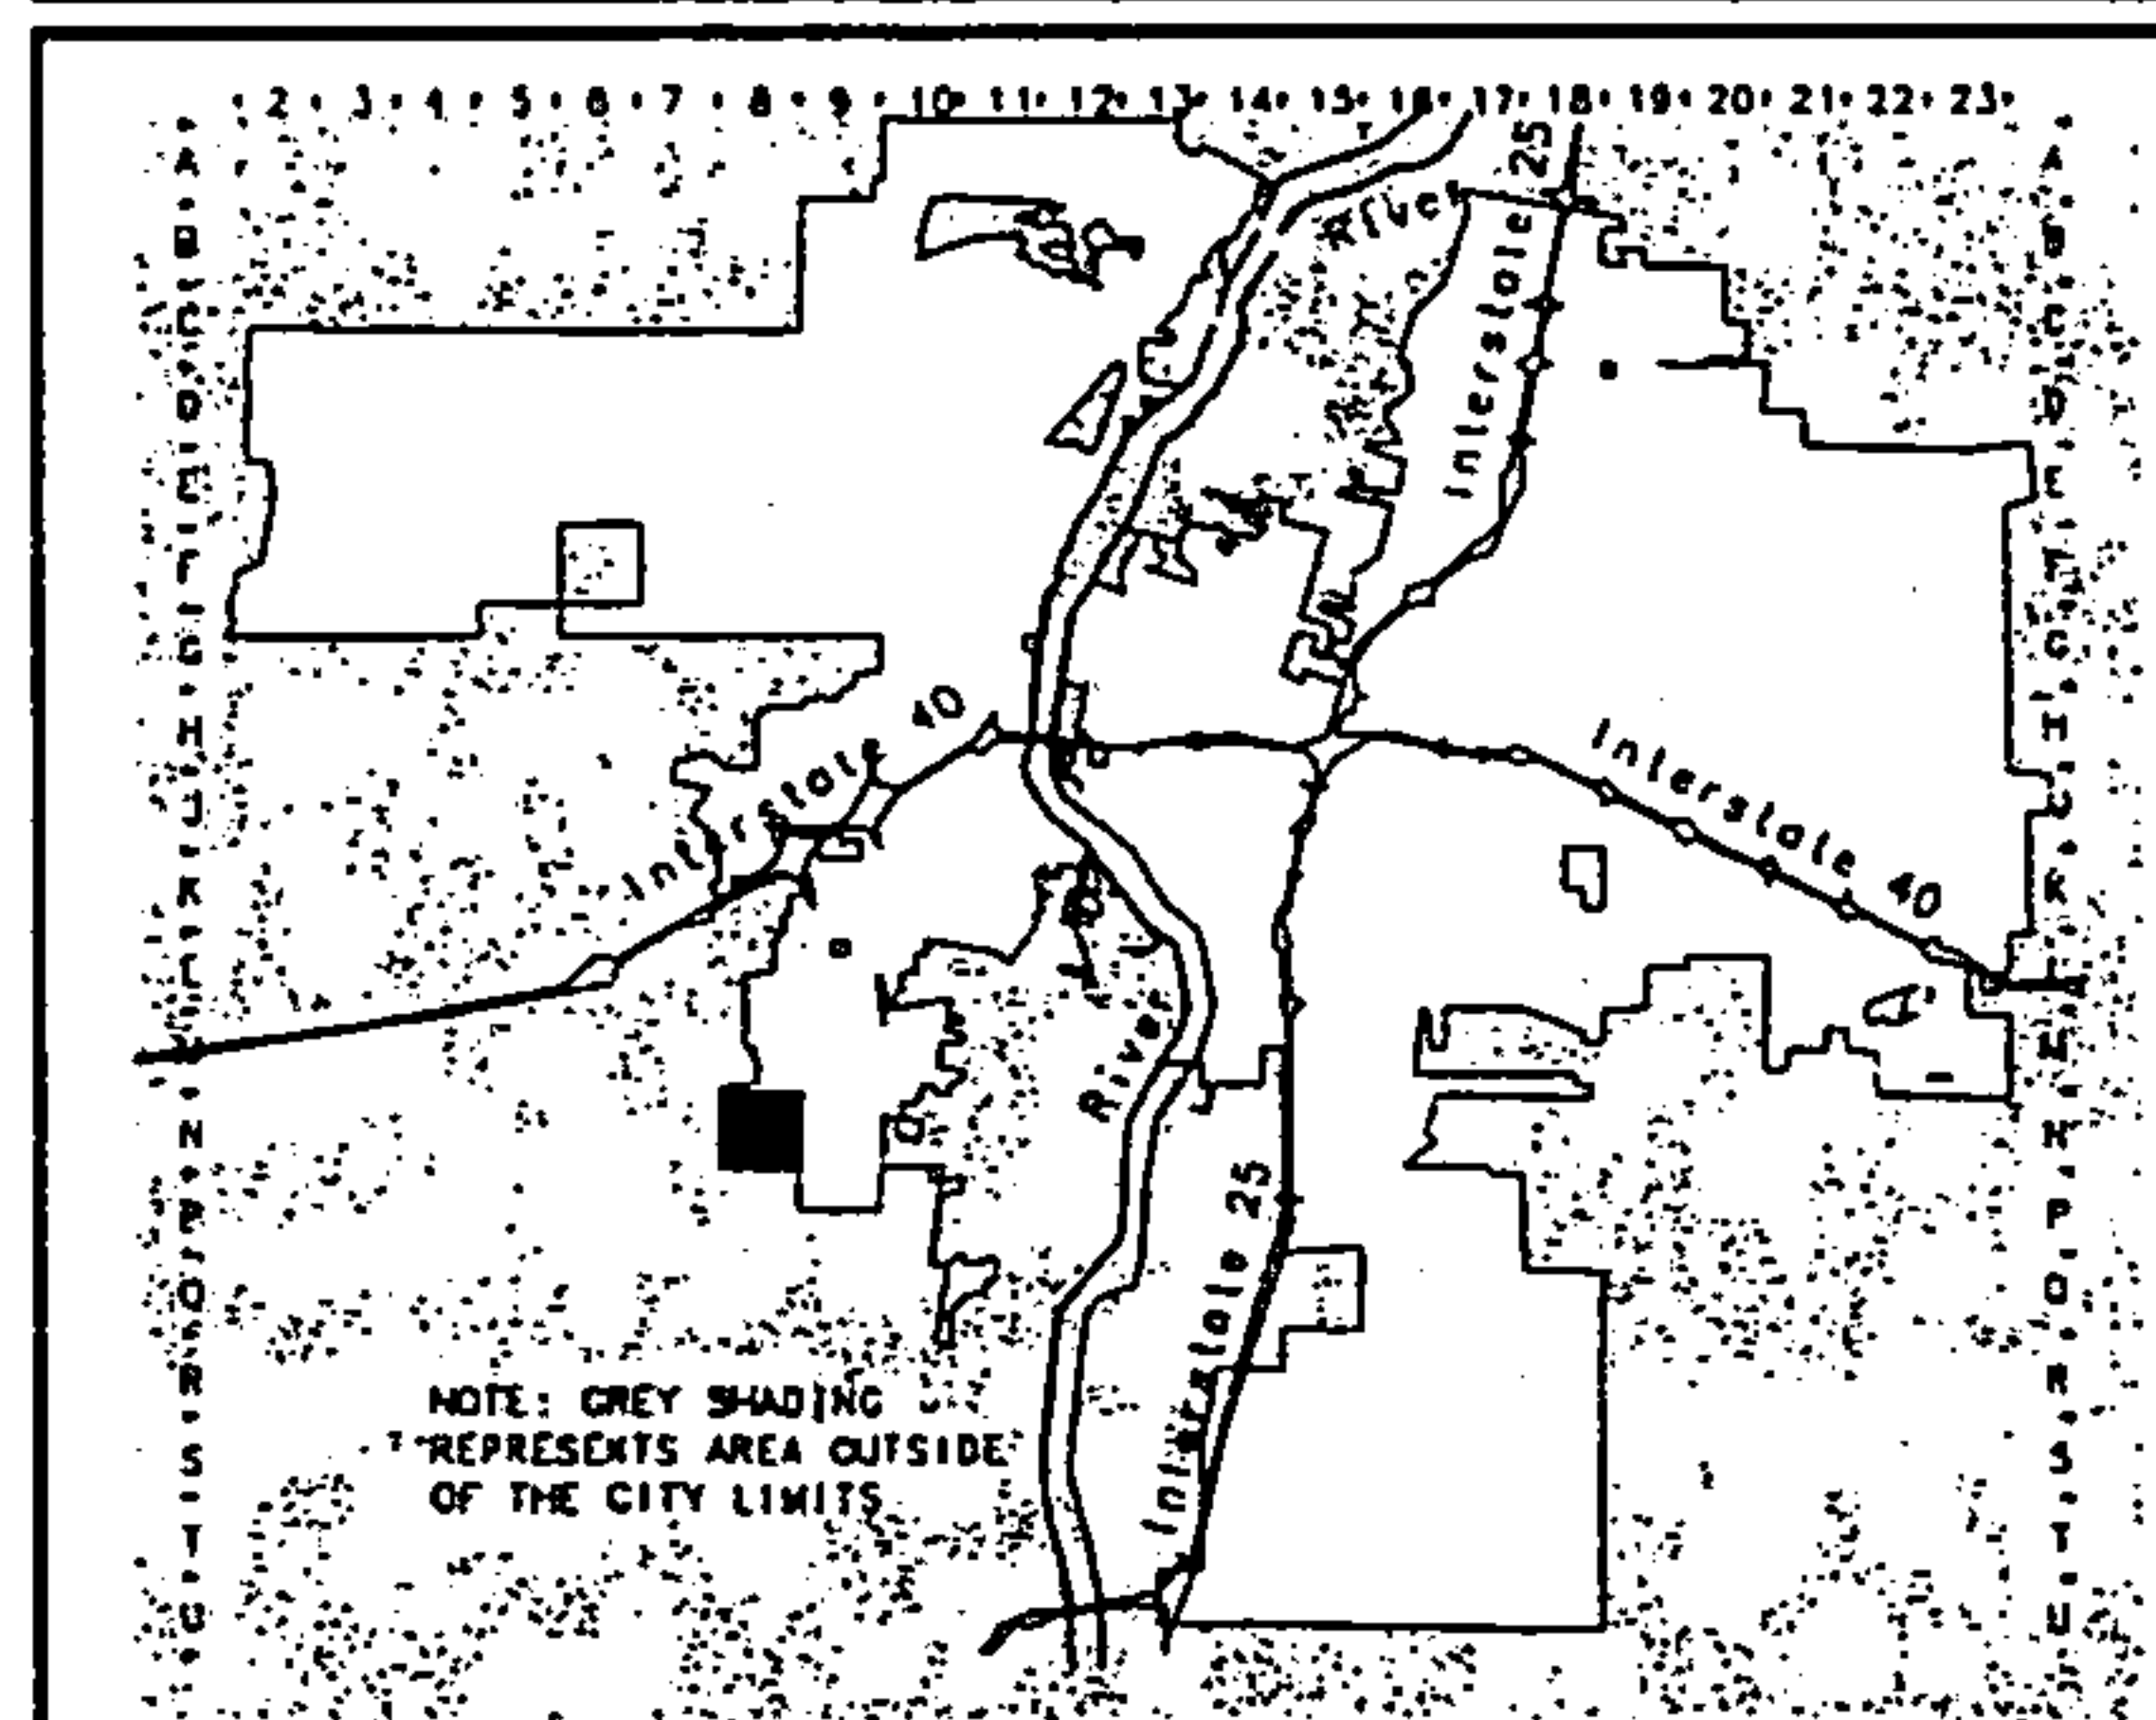 2 3 4 5 6 7 8 9 10 11 12 13 14 15 16 17 18 19 20 21 22 23
A
B
C
D
E
F
G
H
J
K
L
N
P
Q
R
S
T
U
A
B
C
D
E
F
G
H
J
K
L
M
N
P
Q
R
S
T
U
River
Interstate 25
Interstate 40
Interstate 40
River
Interstate 25
NOTE: GREY SHADING
REPRESENTS AREA OUTSIDE
OF THE CITY LIMITS